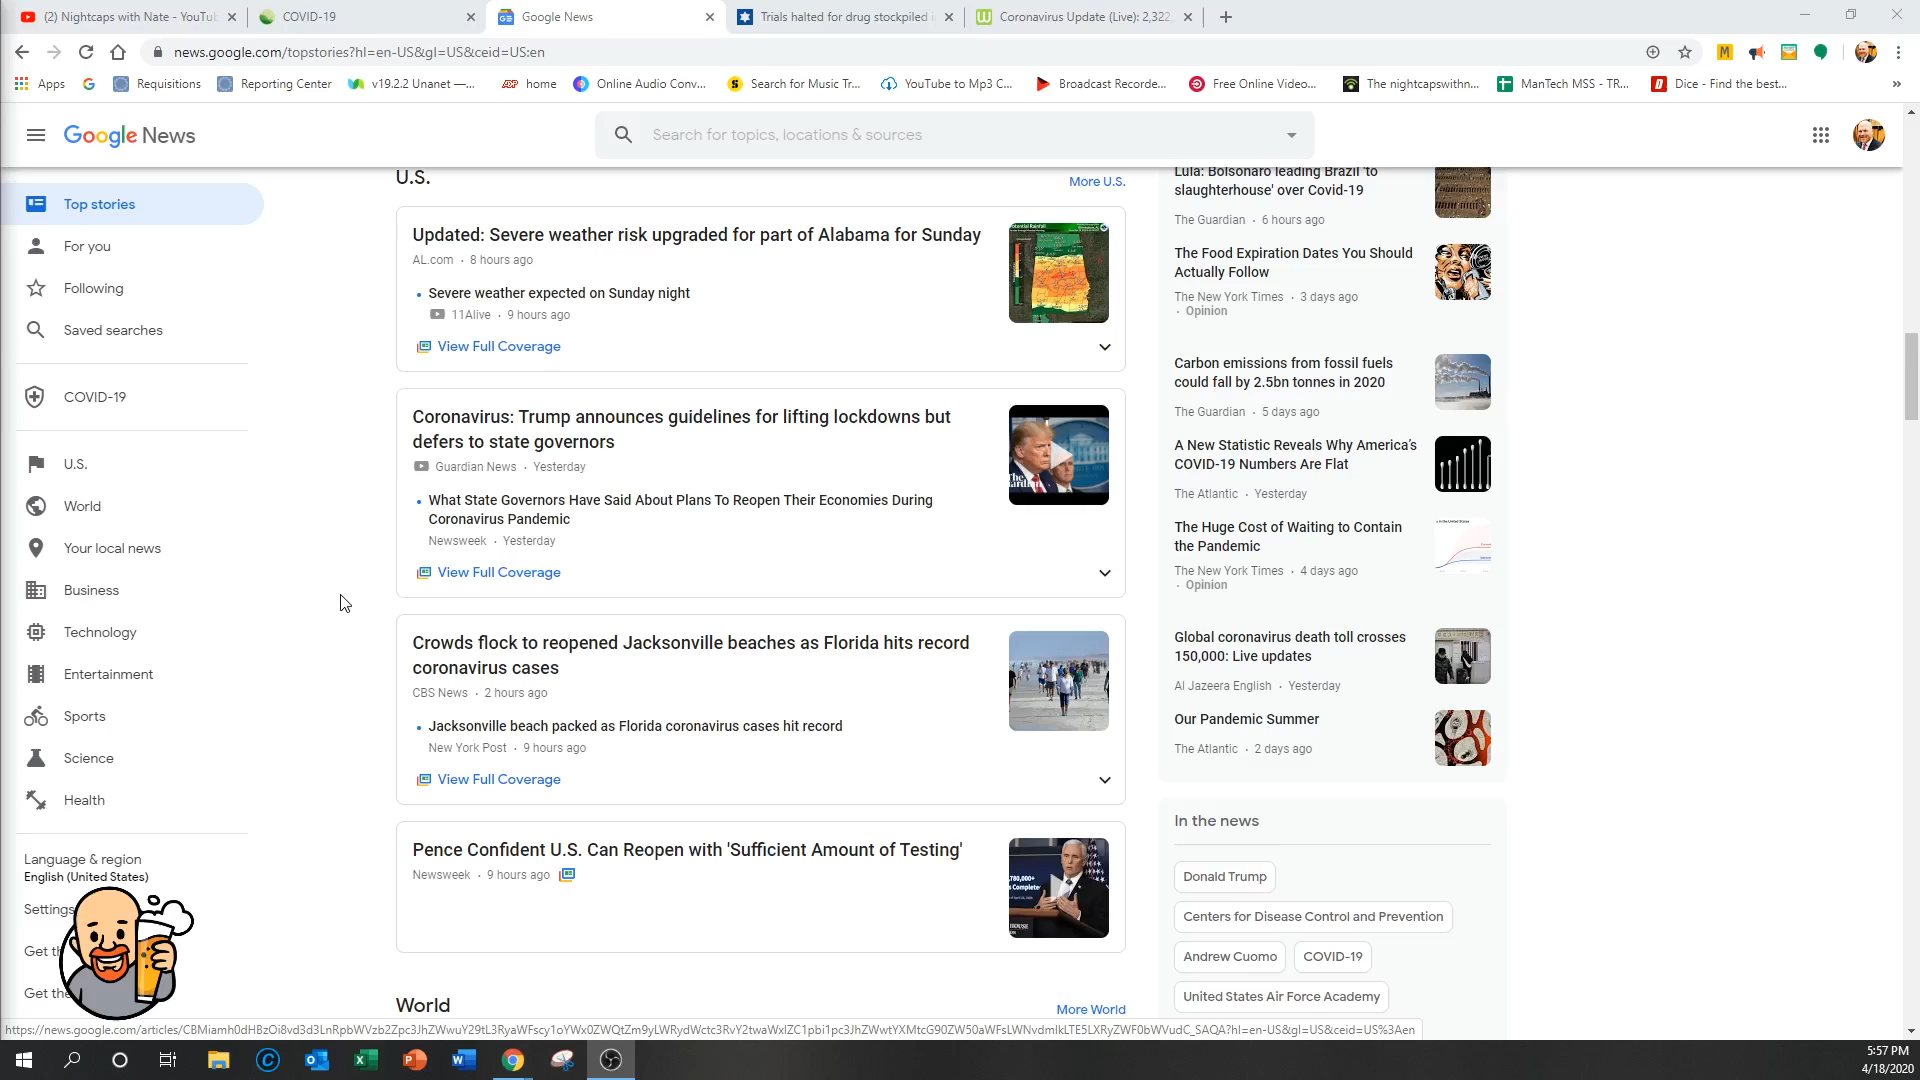 (2) Nightcaps with Nate - YouTu
COVID-19
Google News
Trials halted for drug stockpiled i
Coronavirus Update (Live): 2,322,
news.google.com/topstories?hl=en-US&gl=US&ceid=US:en
Apps
Requisitions
Reporting Center
v19.2.2 Unanet —...
home
Online Audio Conv...
Search for Music Tr...
YouTube to Mp3 C...
Broadcast Recorde...
Free Online Video...
The nightcapswithn...
ManTech MSS - TR...
Dice - Find the best...
»
Google News
Search for topics, locations & sources
Top stories
For you
Following
Saved searches
COVID-19
U.S.
World
Your local news
Business
Technology
Entertainment
Sports
Science
Health
Language & region
English (United States)
Settings
Get th
Get the
U.S.
More U.S.
Updated: Severe weather risk upgraded for part of Alabama for Sunday
AL.com · 8 hours ago
Severe weather expected on Sunday night
11Alive · 9 hours ago
View Full Coverage
Coronavirus: Trump announces guidelines for lifting lockdowns but
defers to state governors
Guardian News · Yesterday
What State Governors Have Said About Plans To Reopen Their Economies During
Coronavirus Pandemic
Newsweek · Yesterday
View Full Coverage
Crowds flock to reopened Jacksonville beaches as Florida hits record
coronavirus cases
CBS News · 2 hours ago
Jacksonville beach packed as Florida coronavirus cases hit record
New York Post · 9 hours ago
View Full Coverage
Pence Confident U.S. Can Reopen with 'Sufficient Amount of Testing'
Newsweek · 9 hours ago
World
More World
Lula: Bolsonaro leading Brazil 'to
slaughterhouse' over Covid-19
The Guardian · 6 hours ago
The Food Expiration Dates You Should
Actually Follow
The New York Times · 3 days ago
· Opinion
Carbon emissions from fossil fuels
could fall by 2.5bn tonnes in 2020
The Guardian · 5 days ago
A New Statistic Reveals Why America's
COVID-19 Numbers Are Flat
The Atlantic · Yesterday
The Huge Cost of Waiting to Contain
the Pandemic
The New York Times · 4 days ago
· Opinion
Global coronavirus death toll crosses
150,000: Live updates
Al Jazeera English · Yesterday
Our Pandemic Summer
The Atlantic · 2 days ago
In the news
Donald Trump
Centers for Disease Control and Prevention
Andrew Cuomo
COVID-19
United States Air Force Academy
5:57 PM
4/18/2020